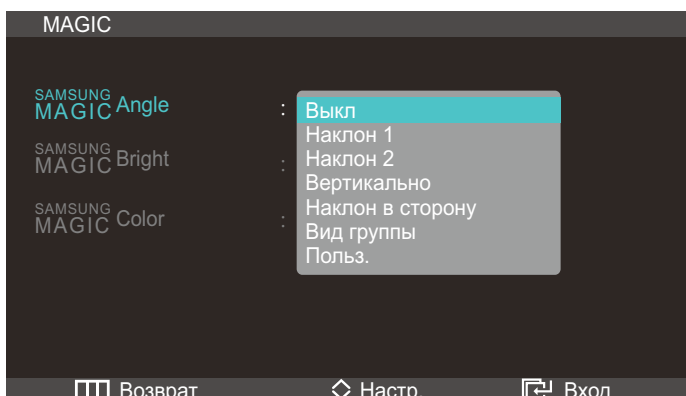 MAGIC
SAMSUNG MAGIC Angle :
Выкл
Наклон 1
Наклон 2
Вертикально
Наклон в сторону
Вид группы
Польз.
SAMSUNG MAGIC Bright :
SAMSUNG MAGIC Color :
Возврат Настр. Вход